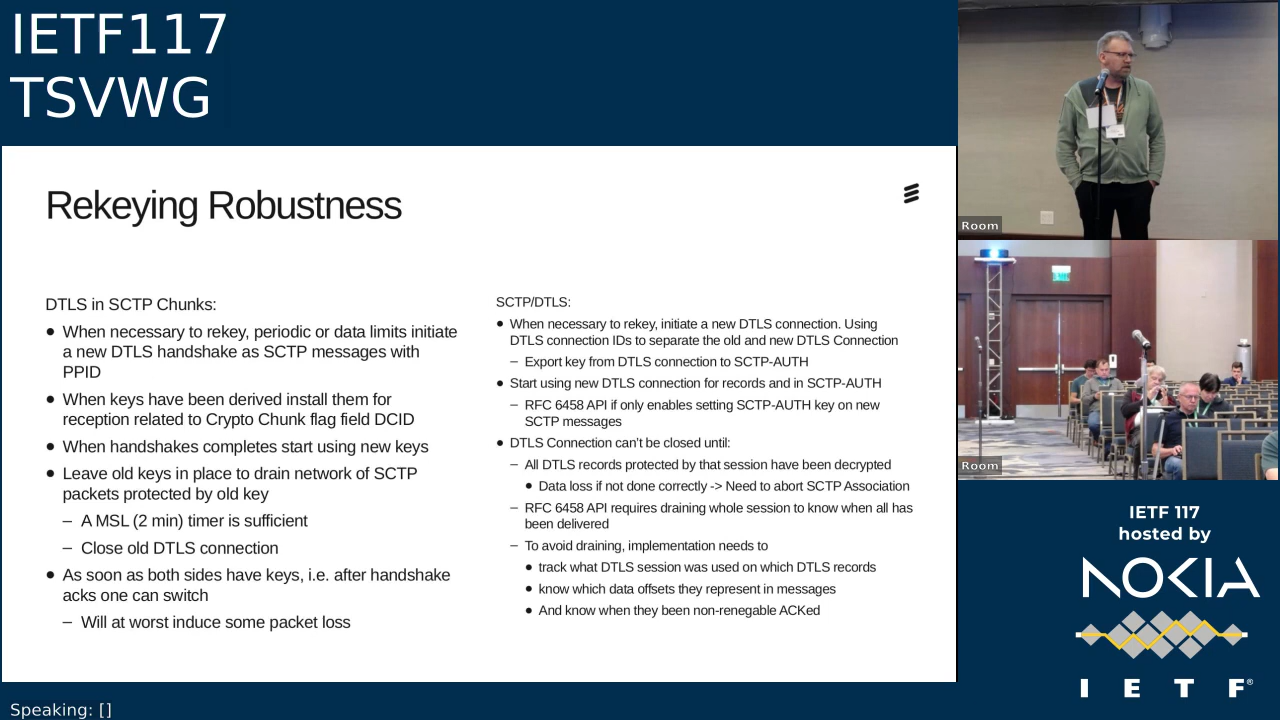 IETF117
TSVWG
Rekeying Robustness
DTLS in SCTP Chunks:
● When necessary to rekey, periodic or data limits initiate
a new DTLS handshake as SCTP messages with
PPID
● When keys have been derived install them for
reception related to Crypto Chunk flag field DCID
● When handshakes completes start using new keys
● Leave old keys in place to drain network of SCTP
packets protected by old key
– A MSL (2 min) timer is sufficient
– Close old DTLS connection
● As soon as both sides have keys, i.e. after handshake
acks one can switch
– Will at worst induce some packet loss
SCTP/DTLS:
● When necessary to rekey, initiate a new DTLS connection. Using
DTLS connection IDs to separate the old and new DTLS Connection
– Export key from DTLS connection to SCTP-AUTH
● Start using new DTLS connection for records and in SCTP-AUTH
– RFC 6458 API if only enables setting SCTP-AUTH key on new
SCTP messages
● DTLS Connection can't be closed until:
– All DTLS records protected by that session have been decrypted
● Data loss if not done correctly -> Need to abort SCTP Association
– RFC 6458 API requires draining whole session to know when all has
been delivered
– To avoid draining, implementation needs to
● track what DTLS session was used on which DTLS records
● know which data offsets they represent in messages
● And know when they been non-renegable ACKed
Room
Room
IETF 117
hosted by
NOKIA
I E T F®
Speaking: []